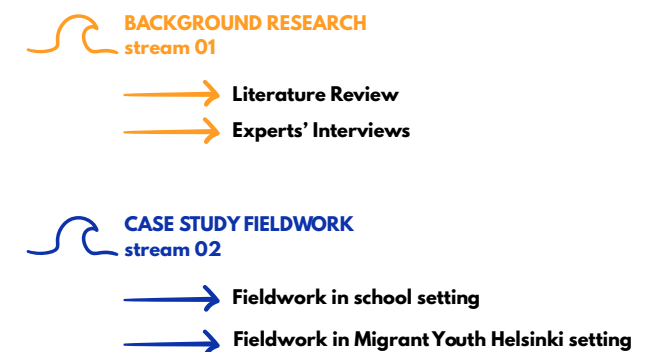 BACKGROUND RESEARCH
stream 01
Literature Review
Experts’ Interviews
CASE STUDY FIELDWORK
stream 02
Fieldwork in school setting
Fieldwork in Migrant Youth Helsinki setting